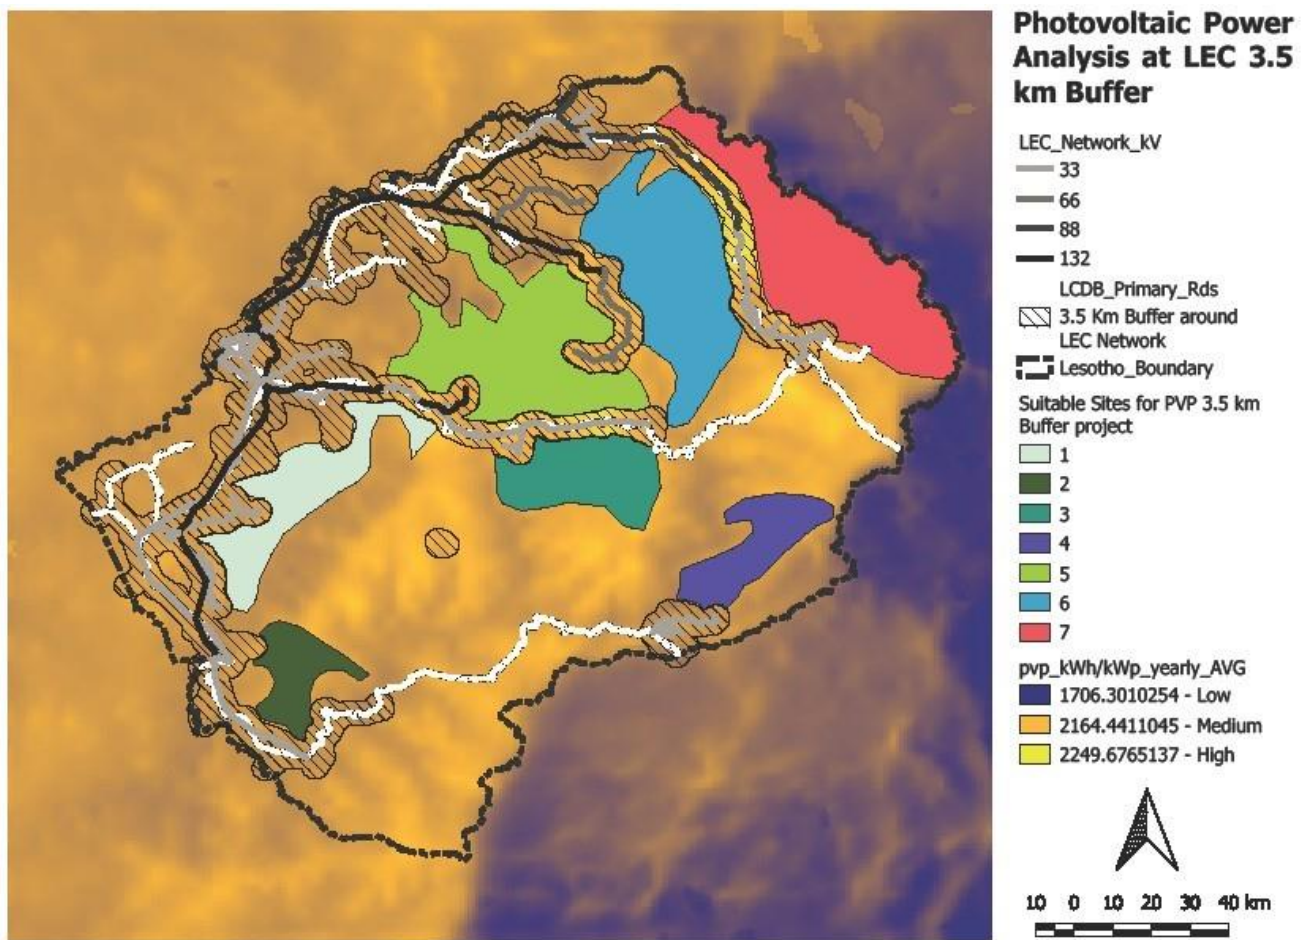 Photovoltaic Power
Analysis at LEC 3.5
km Buffer
LEC_Network_kV
33
66
88
132
LCDB_Primary_Rds
3.5 Km Buffer around
LEC Network
Lesotho_Boundary
Suitable Sites for PVP 3.5 km
Buffer project
1
2
3
4
5
6
7
pvp_kWh/kWp_yearly_AVG
1706.3010254 - Low
2164.4411045 - Medium
2249.6765137 - High
10 0 10 20 30 40 km